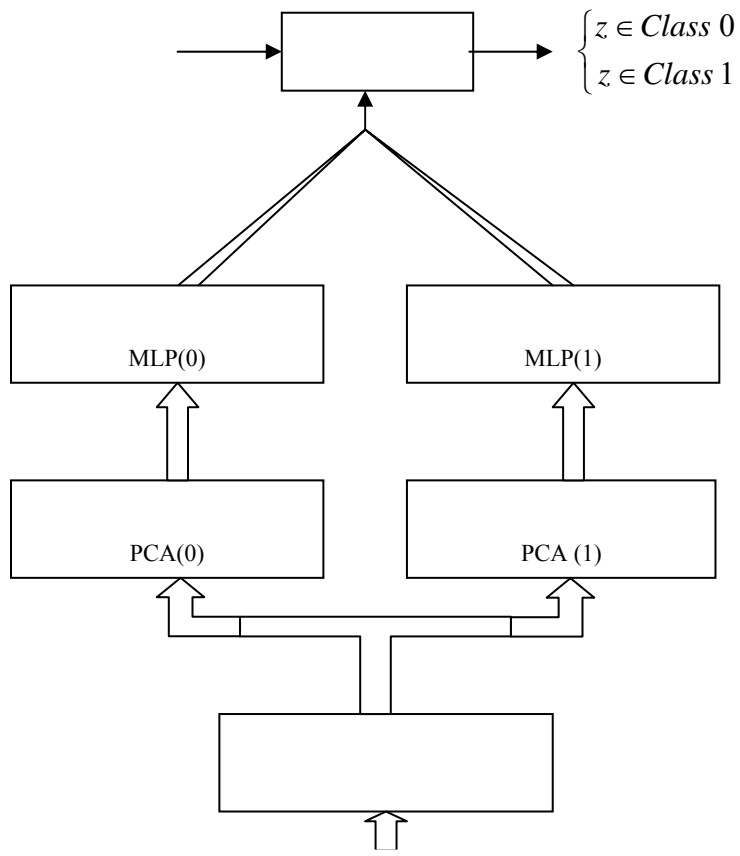 z ∈ Class 0
z ∈ Class 1
MLP(0)
MLP(1)
PCA(0)
PCA (1)